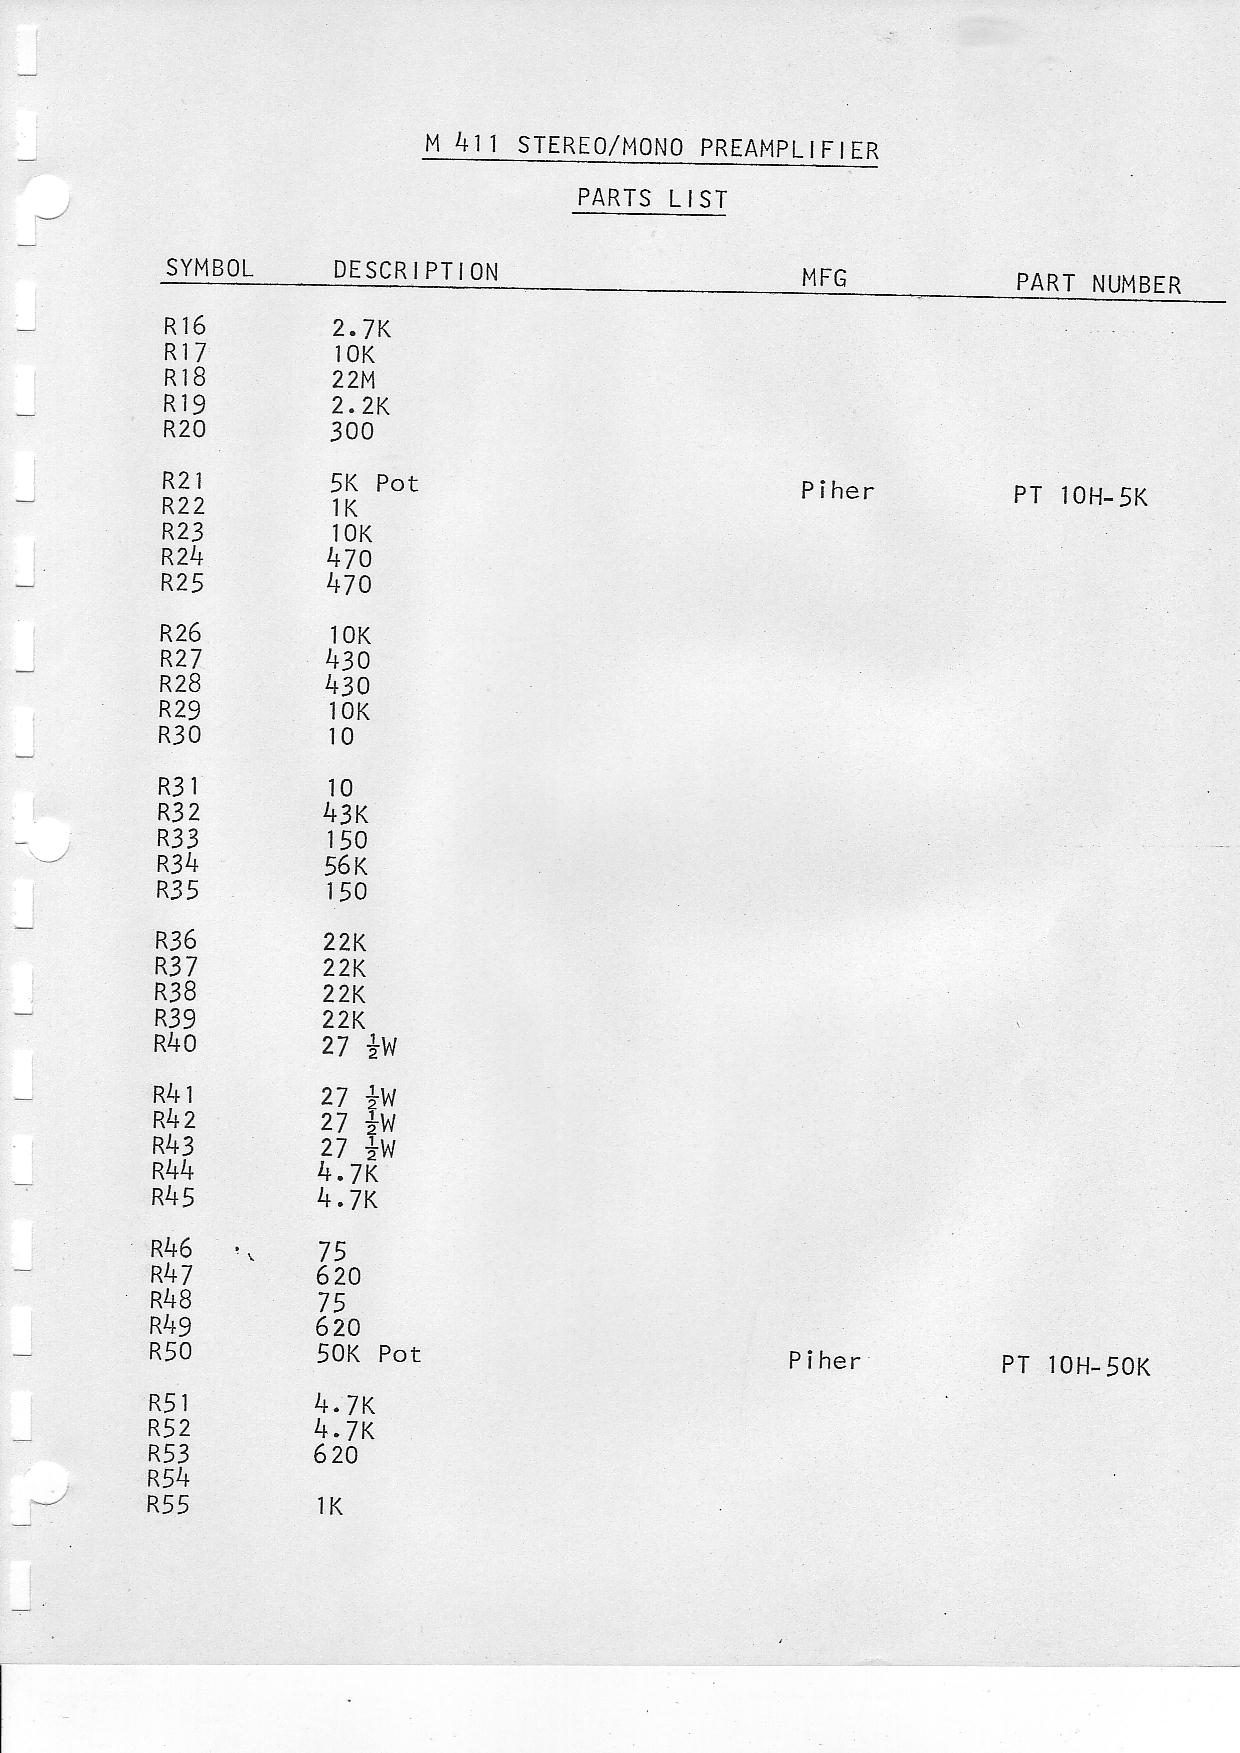 M 411 STEREO/MONO PREAMPLIFIER
PARTS LIST
SYMBOL DESCRIPTION MFG PART NUMBER
R16 2.7K
R17 10K
R18 22M
R19 2.2K
R20 300
R21 5K Pot Piher PT 10H-5K
R22 1K
R23 10K
R24 470
R25 470
R26 10K
R27 430
R28 430
R29 10K
R30 10
R31 10
R32 43K
R33 150
R34 56K
R35 150
R36 22K
R37 22K
R38 22K
R39 22K
R40 27 ½W
R41 27 ½W
R42 27 ½W
R43 27 ½W
R44 4.7K
R45 4.7K
R46 75
R47 620
R48 75
R49 620
R50 50K Pot Piher PT 10H-50K
R51 4.7K
R52 4.7K
R53 620
R54
R55 1K